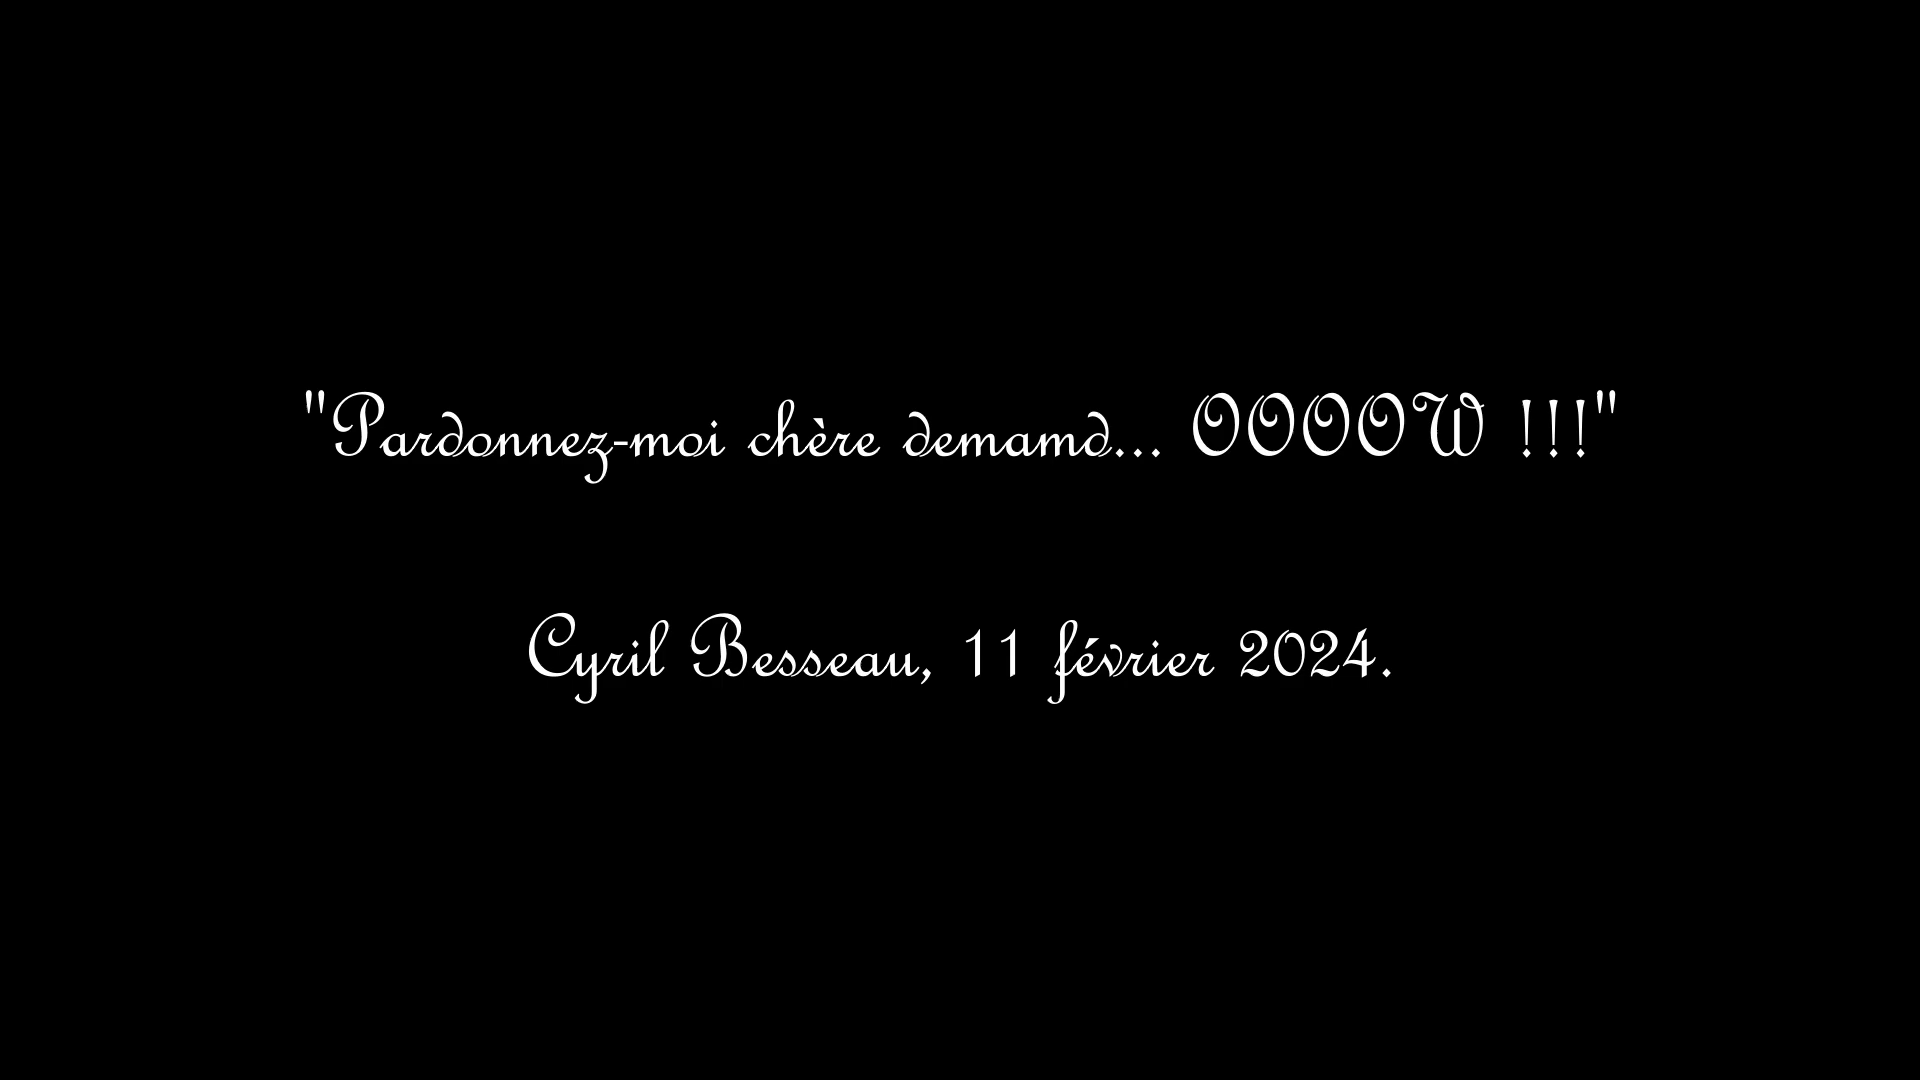 "Pardonnez-moi chère demamd... OOOOW !!!"
Cyril Besseau, 11 février 2024.